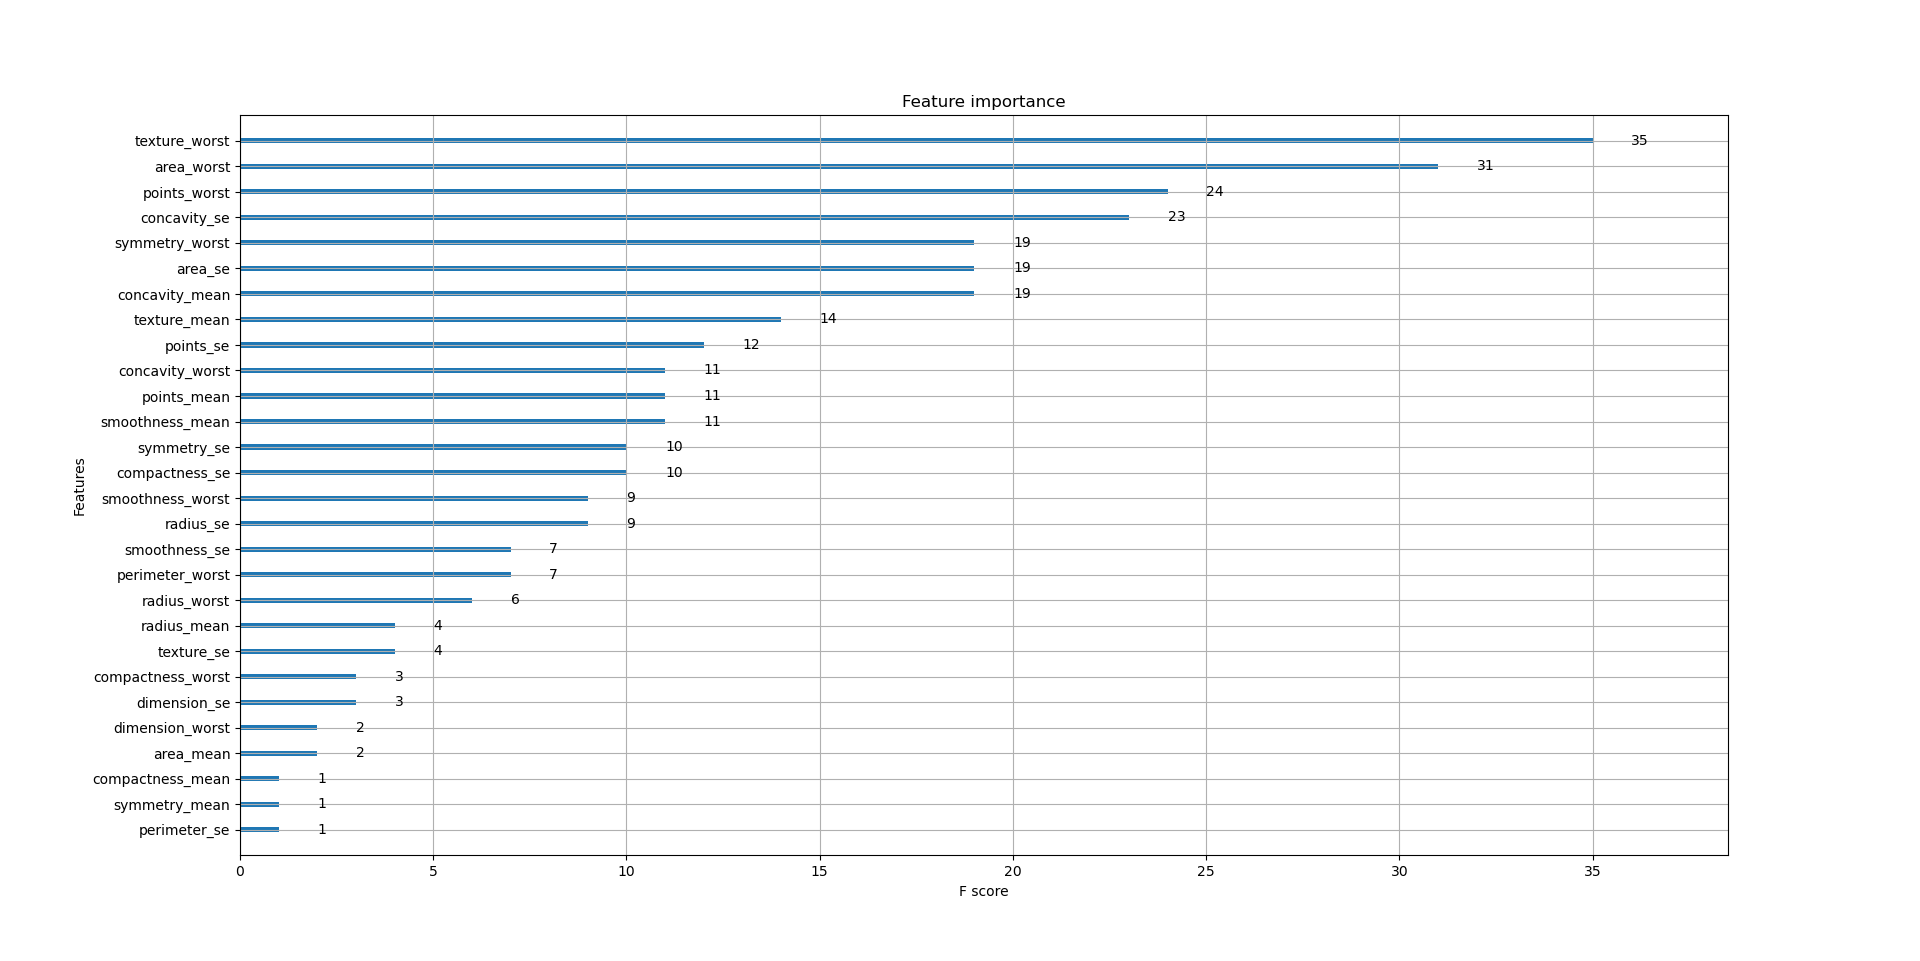 Feature importance
texture_worst 35
area_worst 31
points_worst 24
concavity_se 23
symmetry_worst 19
area_se 19
concavity_mean 19
texture_mean 14
points_se 12
concavity_worst 11
points_mean 11
smoothness_mean 11
symmetry_se 10
compactness_se 10
Features
smoothness_worst 9
radius_se 9
smoothness_se 7
perimeter_worst 7
radius_worst 6
radius_mean 4
texture_se 4
compactness_worst 3
dimension_se 3
dimension_worst 2
area_mean 2
compactness_mean 1
symmetry_mean 1
perimeter_se 1
0 5 10 15 20 25 30 35
F score